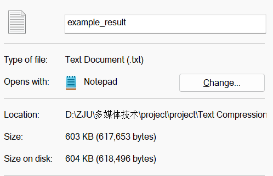 example_result
Type of file: Text Document (.txt)
Opens with: Notepad Change...
Location: D:\ZJU\多媒体技术\project\project\Text Compression
Size: 603 KB (617,653 bytes)
Size on disk: 604 KB (618,496 bytes)